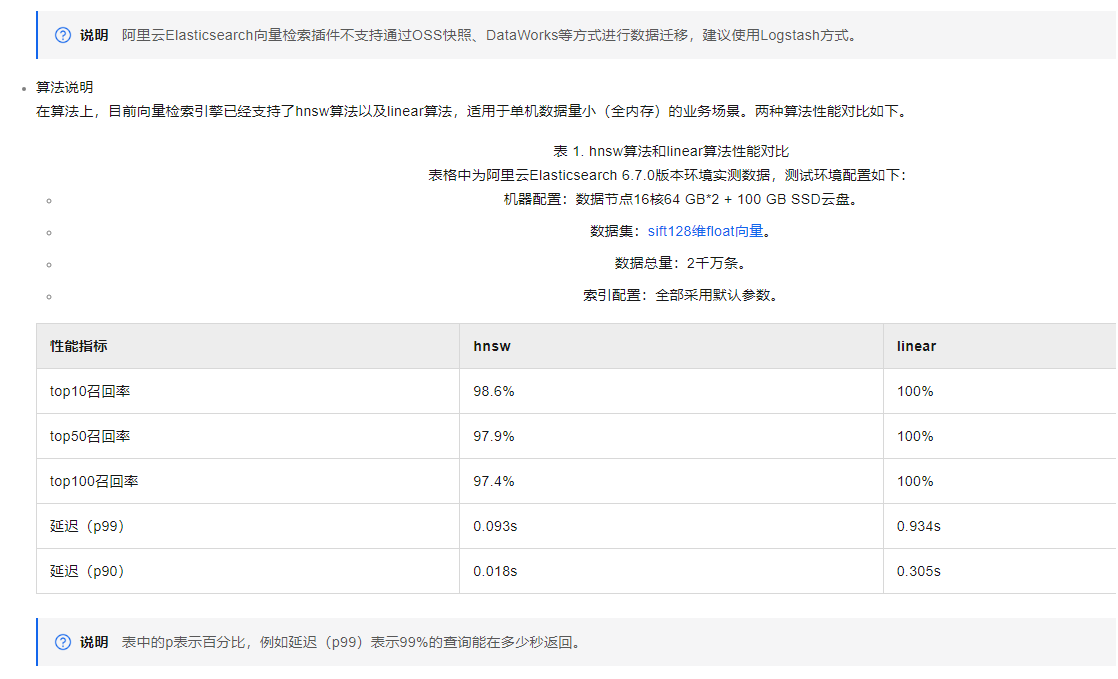 说明 阿里云Elasticsearch向量检索插件不支持通过OSS快照、DataWorks等方式进行数据迁移，建议使用Logstash方式。
算法说明
在算法上，目前向量检索引擎已经支持了hnsw算法以及linear算法，适用于单机数据量小（全内存）的业务场景。两种算法性能对比如下。
表 1. hnsw算法和linear算法性能对比
表格中为阿里云Elasticsearch 6.7.0版本环境实测数据，测试环境配置如下：
机器配置：数据节点16核64 GB*2 + 100 GB SSD云盘。
数据集：sift128维float向量。
数据总量：2千万条。
索引配置：全部采用默认参数。
性能指标 hnsw linear
top10召回率 98.6% 100%
top50召回率 97.9% 100%
top100召回率 97.4% 100%
延迟（p99） 0.093s 0.934s
延迟（p90） 0.018s 0.305s
说明 表中的p表示百分比，例如延迟（p99）表示99%的查询能在多少秒返回。